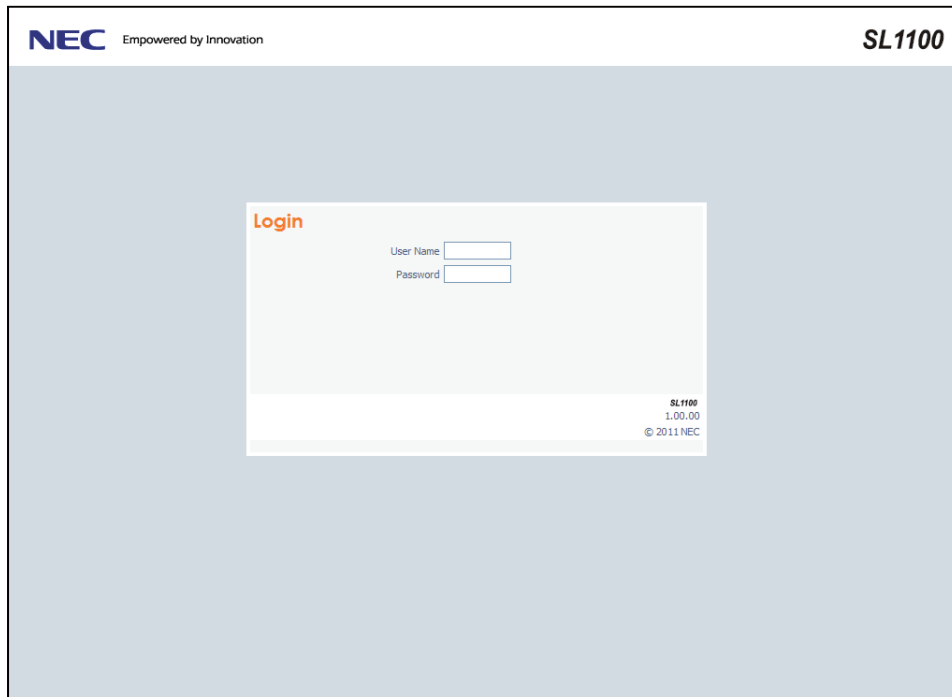 NEC Empowered by Innovation SL1100
Login
User Name
Password
SL1100
1.00.00
© 2011 NEC